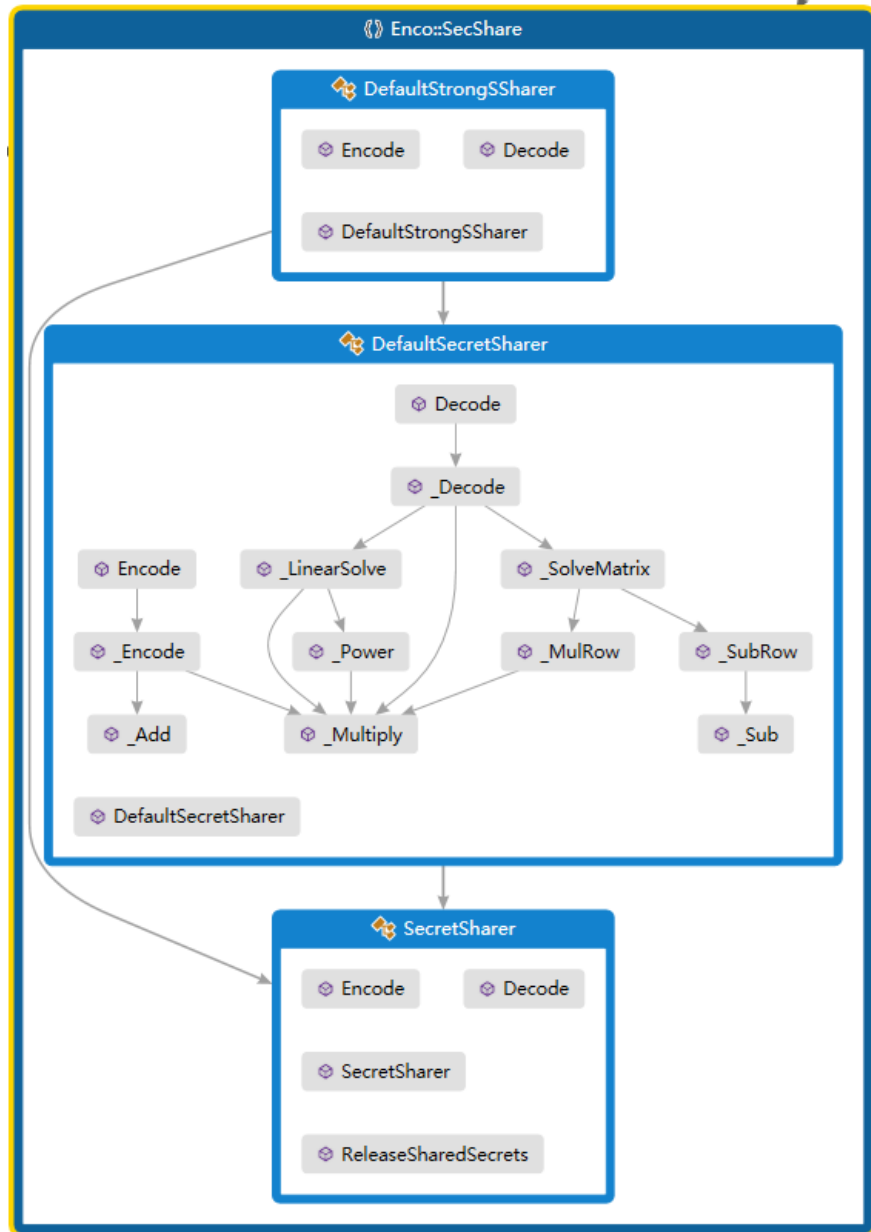 Enco::SecShare
DefaultStrongSSharer
Encode Decode
DefaultStrongSSharer
DefaultSecretSharer
Decode
_Decode
Encode _LinearSolve _SolveMatrix
_Encode _Power _MulRow _SubRow
_Add _Multiply _Sub
DefaultSecretSharer
SecretSharer
Encode Decode
SecretSharer
ReleaseSharedSecrets